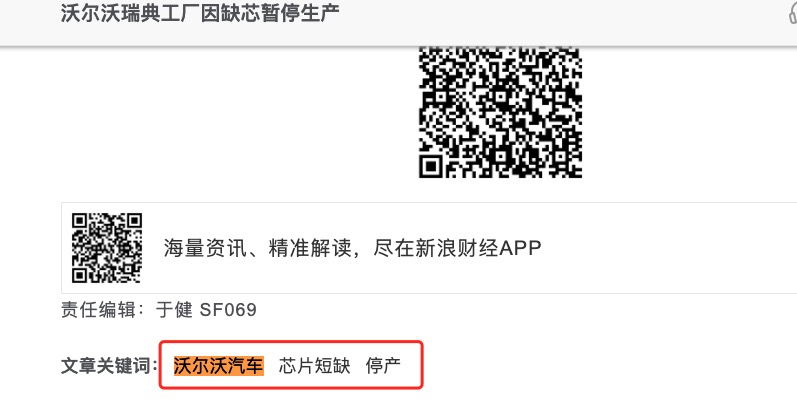 沃尔沃瑞典工厂因缺芯暂停生产
海量资讯、精准解读，尽在新浪财经APP
责任编辑：于健 SF069
文章关键词： 沃尔沃汽车 芯片短缺 停产